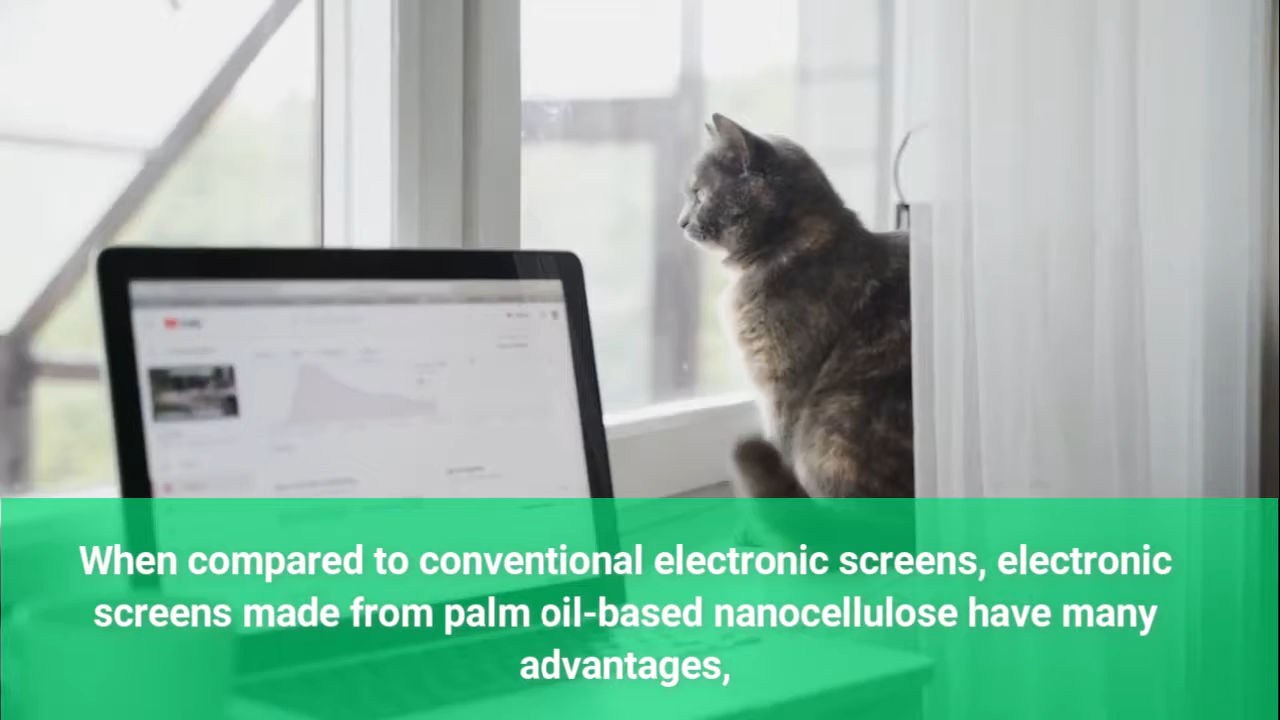 When compared to conventional electronic screens, electronic
screens made from palm oil-based nanocellulose have many
advantages,